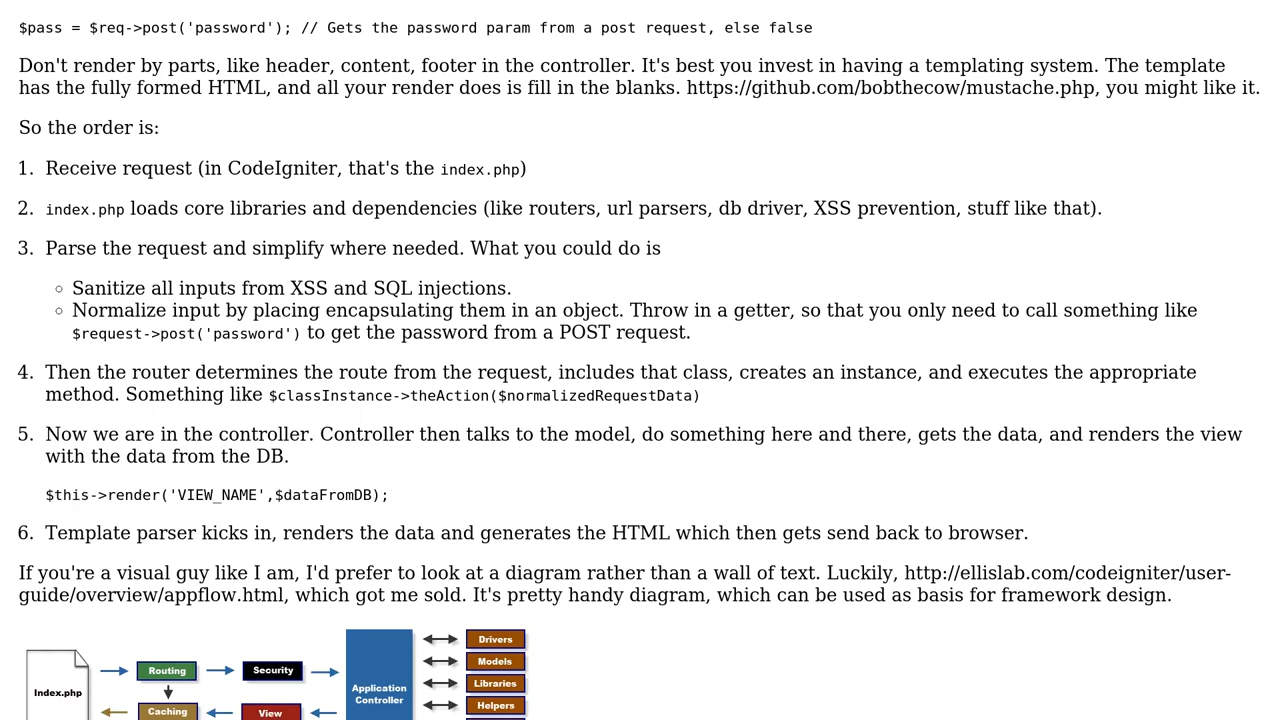 $pass = $req->post('password'); // Gets the password param from a post request, else false
Don't render by parts, like header, content, footer in the controller. It's best you invest in having a templating system. The template
has the fully formed HTML, and all your render does is fill in the blanks. https://github.com/bobthecow/mustache.php, you might like it.
So the order is:
1. Receive request (in CodeIgniter, that's the index.php)
2. index.php loads core libraries and dependencies (like routers, url parsers, db driver, XSS prevention, stuff like that).
3. Parse the request and simplify where needed. What you could do is
◦ Sanitize all inputs from XSS and SQL injections.
◦ Normalize input by placing encapsulating them in an object. Throw in a getter, so that you only need to call something like
$request->post('password') to get the password from a POST request.
4. Then the router determines the route from the request, includes that class, creates an instance, and executes the appropriate
method. Something like $classInstance->theAction($normalizedRequestData)
5. Now we are in the controller. Controller then talks to the model, do something here and there, gets the data, and renders the view
with the data from the DB.
$this->render('VIEW_NAME',$dataFromDB);
6. Template parser kicks in, renders the data and generates the HTML which then gets send back to browser.
If you're a visual guy like I am, I'd prefer to look at a diagram rather than a wall of text. Luckily, http://ellislab.com/codeigniter/user-
guide/overview/appflow.html, which got me sold. It's pretty handy diagram, which can be used as basis for framework design.
Index.php
Routing
Security
Caching
View
Application
Controller
Drivers
Models
Libraries
Helpers